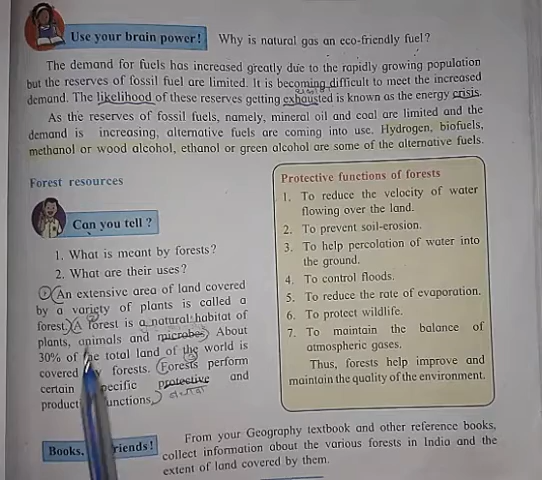 Use your brain power! Why is natural gas an eco-friendly fuel?
The demand for fuels has increased greatly due to the rapidly growing population
but the reserves of fossil fuel are limited. It is becoming difficult to meet the increased
demand. The likelihood of these reserves getting exhausted is known as the energy crisis.
As the reserves of fossil fuels, namely, mineral oil and coal are limited and the
demand is increasing, alternative fuels are coming into use. Hydrogen, biofuels,
methanol or wood alcohol, ethanol or green alcohol are some of the alternative fuels.
Forest resources
Can you tell ?
1. What is meant by forests?
2. What are their uses?
An extensive area of land covered
by a variety of plants is called a
forest. A forest is a natural habitat of
plants, animals and microbes. About
30% of the total land of the world is
covered forests. Forests perform
certain pecific protective and
product unctions,
Protective functions of forests
1. To reduce the velocity of water
flowing over the land.
2. To prevent soil-erosion.
3. To help percolation of water into
the ground.
4. To control floods.
5. To reduce the rate of evaporation.
6. To protect wildlife.
7. To maintain the balance of
atmospheric gases.
Thus, forests help improve and
maintain the quality of the environment.
Books, riends!
From your Geography textbook and other reference books,
collect information about the various forests in India and the
extent of land covered by them.